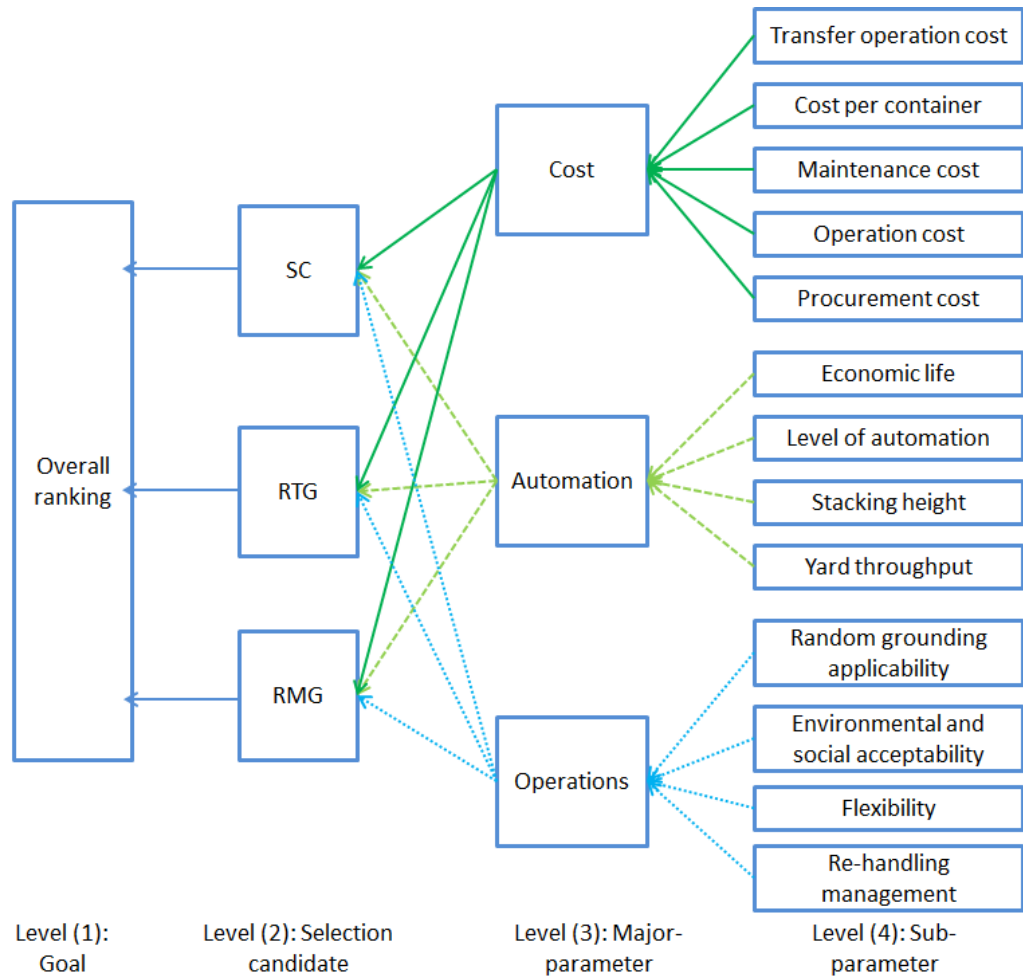 Transfer operation cost
Cost per container
Cost
Maintenance cost
SC
Operation cost
Procurement cost
Economic life
Level of automation
Overall
ranking
RTG
Automation
Stacking height
Yard throughput
Random grounding
applicability
RMG
Environmental and
social acceptability
Operations
Flexibility
Re-handling
management
Level (1):
Goal
Level (2): Selection
candidate
Level (3): Major-
parameter
Level (4): Sub-
parameter